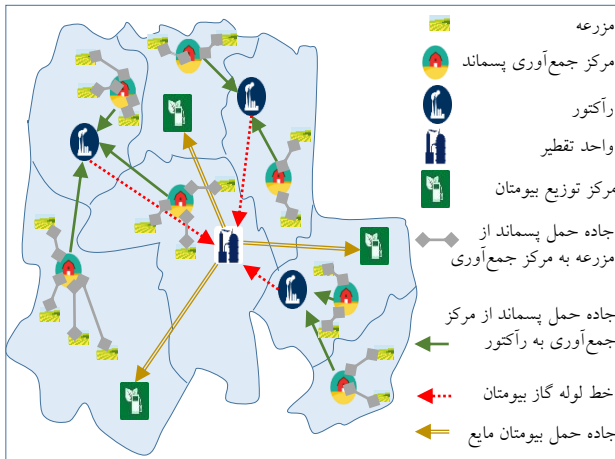 مزرعه
مرکز جمع‌آوری پسماند
رآکتور
واحد تقطیر
مرکز توزیع بیومتان
جاده حمل پسماند از
مزرعه به مرکز جمع‌آوری
جاده حمل پسماند از مرکز
جمع‌آوری به رآکتور
خط لوله گاز بیومتان
جاده حمل بیومتان مایع